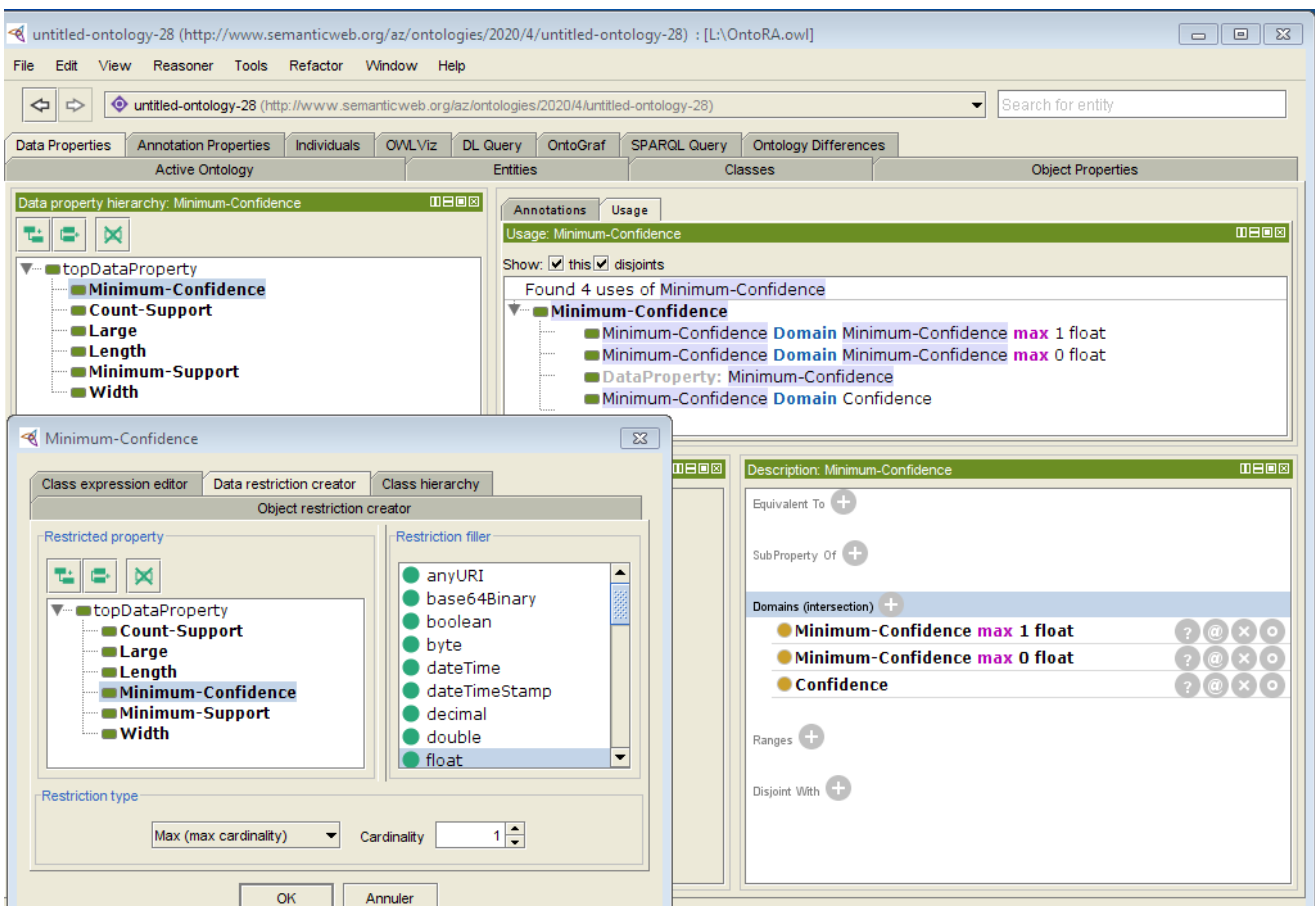 untitled-ontology-28 (http://www.semanticweb.org/az/ontologies/2020/4/untitled-ontology-28) : [L:\OntoRA.owl]
File Edit View Reasoner Tools Refactor Window Help
untitled-ontology-28 (http://www.semanticweb.org/az/ontologies/2020/4/untitled-ontology-28)
Search for entity
Data Properties Annotation Properties Individuals OWLViz DL Query OntoGraf SPARQL Query Ontology Differences
Active Ontology Entities Classes Object Properties
Data property hierarchy: Minimum-Confidence
topDataProperty
Minimum-Confidence
Count-Support
Large
Length
Minimum-Support
Width
Annotations Usage
Usage: Minimum-Confidence
Show: this disjoints
Found 4 uses of Minimum-Confidence
Minimum-Confidence
Minimum-Confidence Domain Minimum-Confidence max 1 float
Minimum-Confidence Domain Minimum-Confidence max 0 float
DataProperty: Minimum-Confidence
Minimum-Confidence Domain Confidence
Minimum-Confidence
Class expression editor Data restriction creator Class hierarchy
Object restriction creator
Restricted property
topDataProperty
Count-Support
Large
Length
Minimum-Confidence
Minimum-Support
Width
Restriction filler
anyURI
base64Binary
boolean
byte
dateTime
dateTimeStamp
decimal
double
float
Restriction type
Max (max cardinality) Cardinality 1
OK Annuler
Description: Minimum-Confidence
Equivalent To
SubProperty Of
Domains (intersection)
Minimum-Confidence max 1 float
Minimum-Confidence max 0 float
Confidence
Ranges
Disjoint With